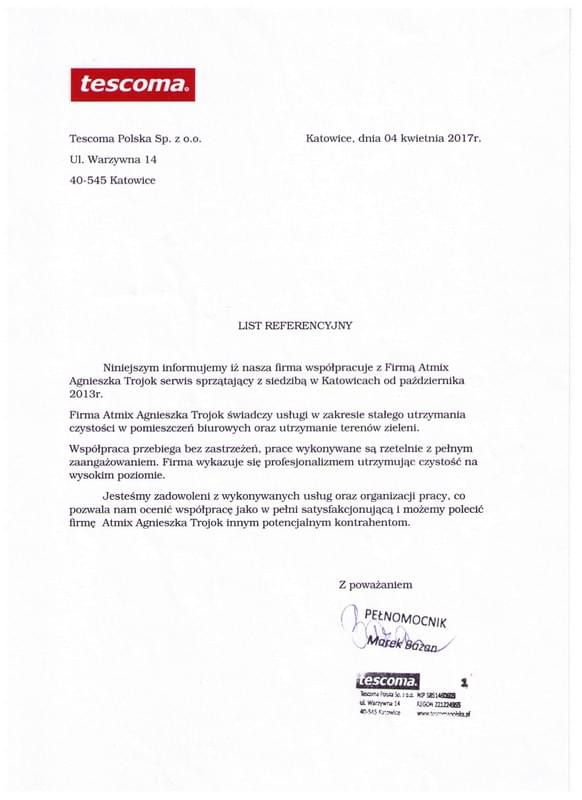 tescoma.
Tescoma Polska Sp. z o.o.
Katowice, dnia 04 kwietnia 2017r.
Ul. Warzywna 14
40-545 Katowice
LIST REFERENCYJNY
Niniejszym informujemy iż nasza firma współpracuje z Firmą Atmix
Agnieszka Trojok serwis sprzątający z siedzibą w Katowicach od października
2013r.
Firma Atmix Agnieszka Trojok świadczy usługi w zakresie stałego utrzymania
czystości w pomieszczeń biurowych oraz utrzymanie terenów zieleni.
Współpraca przebiega bez zastrzeżeń, prace wykonywane są rzetelnie z pełnym
zaangażowaniem. Firma wykazuje się profesjonalizmem utrzymując czystość na
wysokim poziomie.
Jesteśmy zadowoleni z wykonywanych usług oraz organizacji pracy, co
pozwala nam ocenić współpracę jako w pełni satysfakcjonującą i możemy polecić
firmę Atmix Agnieszka Trojok innym potencjalnym kontrahentom.
Z poważaniem
PEŁNOMOCNIK
Marek Bazan
tescoma. 1
Tescoma Polska Sp. z o.o. NIP
ul. Warzywna 14 REGON
40-545 Katowice www.tescomapolska.pl